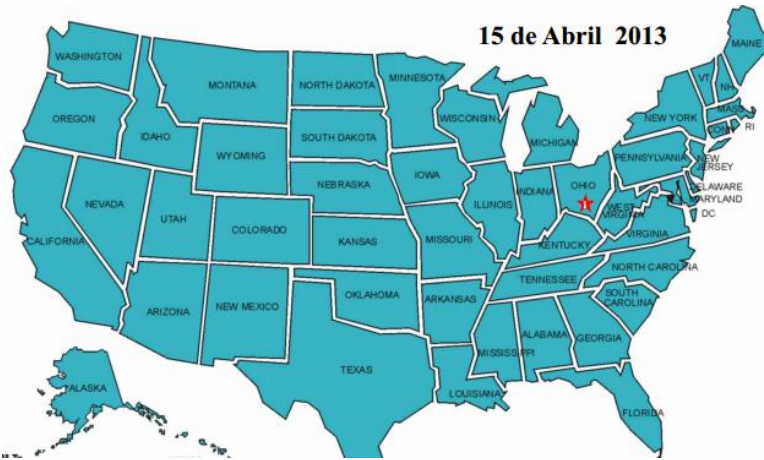 15 de Abril 2013
WASHINGTON
MONTANA
NORTH DAKOTA
MINNESOTA
MAINE
VT
NH
OREGON
IDAHO
WISCONSIN
NEW YORK
MASS
RI
CONN
SOUTH DAKOTA
MICHIGAN
WYOMING
PENNSYLVANIA
NEW
JERSEY
IOWA
NEBRASKA
ILLINOIS
INDIANA
OHIO
1
DELAWARE
MARYLAND
DC
WEST
VIRGINIA
NEVADA
UTAH
COLORADO
KANSAS
MISSOURI
KENTUCKY
VIRGINIA
CALIFORNIA
NORTH CAROLINA
TENNESSEE
SOUTH
CAROLINA
ARIZONA
NEW MEXICO
OKLAHOMA
ARKANSAS
MISSISSIPPI
ALABAMA
GEORGIA
TEXAS
LOUISIANA
ALASKA
FLORIDA